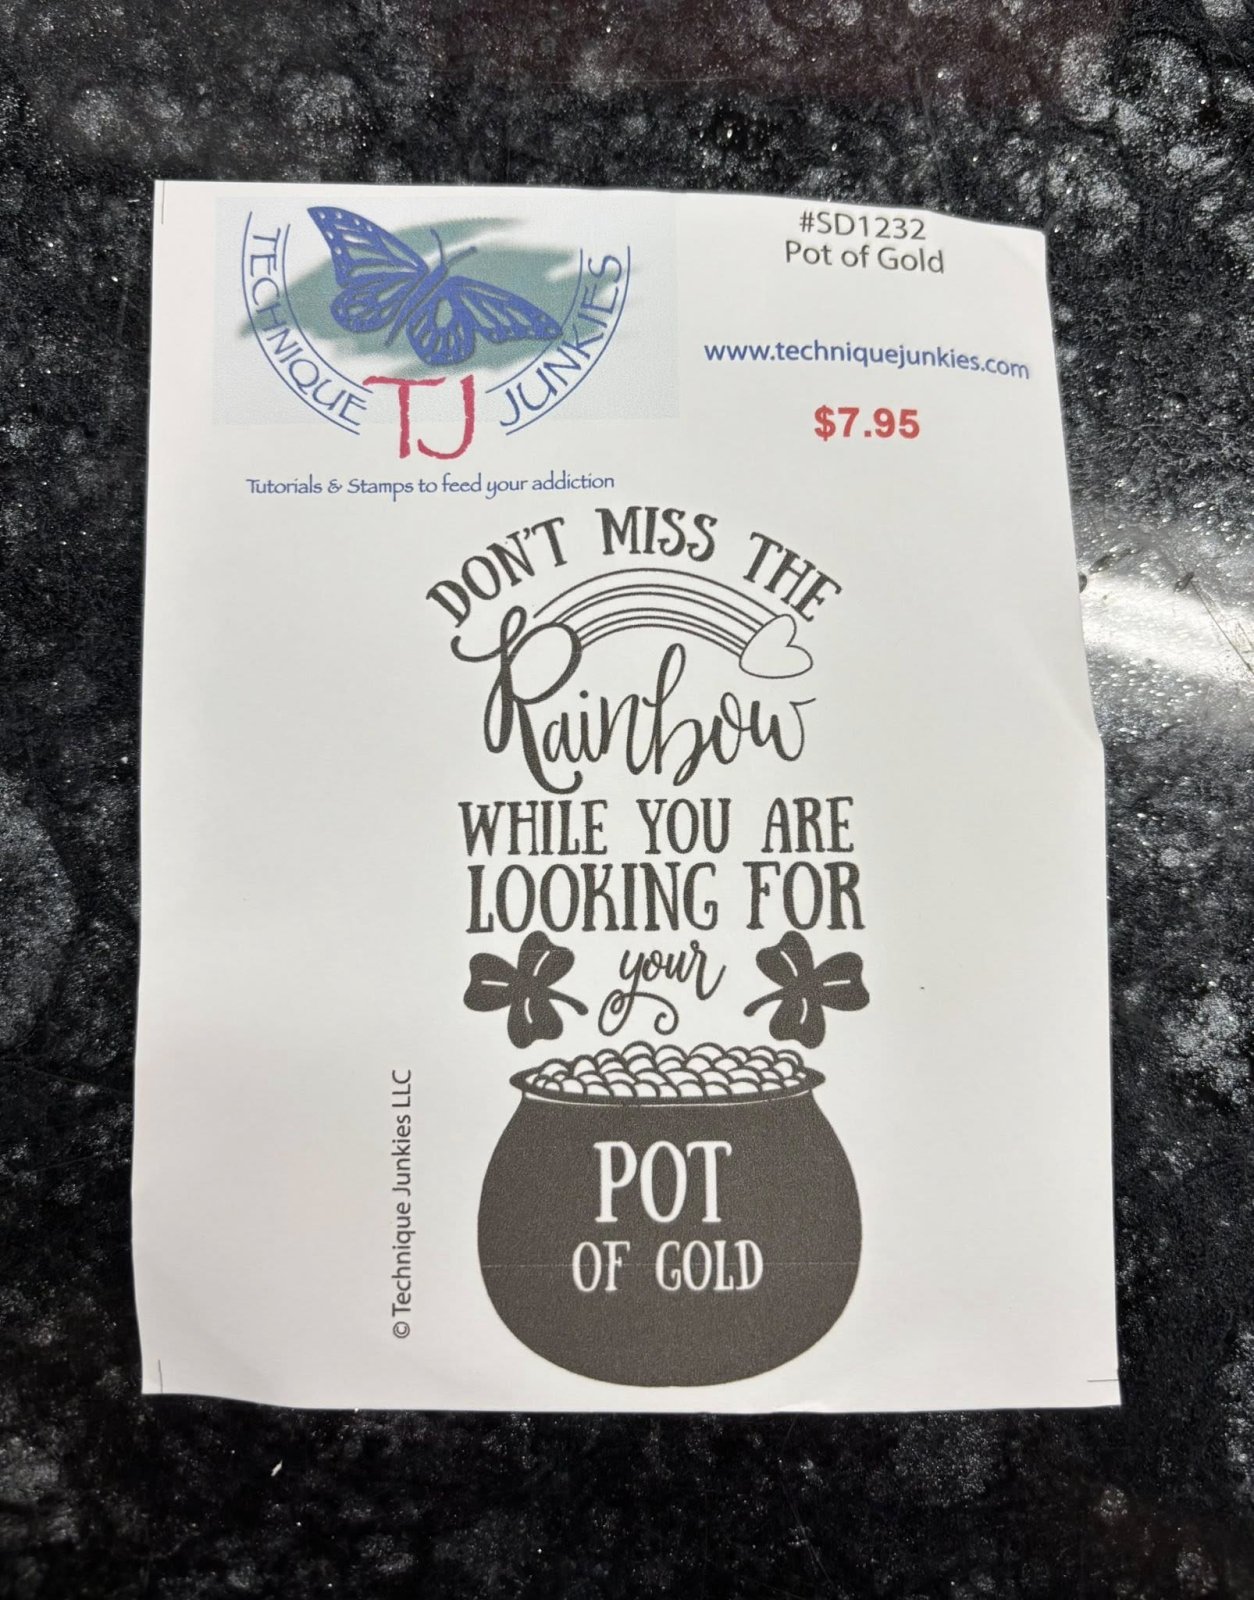 TECHNIQUE TJ JUNKIES
Tutorials & Stamps to feed your addiction
#SD1232
Pot of Gold
www.techniquejunkies.com
$7.95
DON'T MISS THE
Rainbow
WHILE YOU ARE
LOOKING FOR
your
POT
OF GOLD
© Technique Junkies LLC